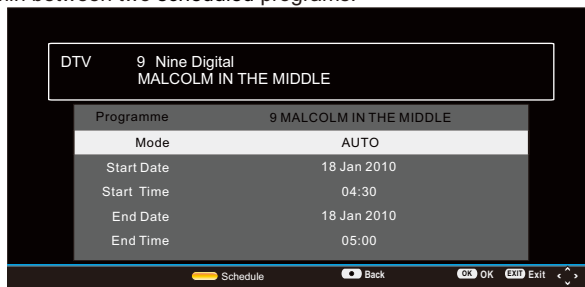 between two scheduled programs.
DTV 9 Nine Digital
MALCOLM IN THE MIDDLE
Programme 9 MALCOLM IN THE MIDDLE
Mode AUTO
Start Date 18 Jan 2010
Start Time 04:30
End Date 18 Jan 2010
End Time 05:00
Schedule Back OK OK EXIT Exit